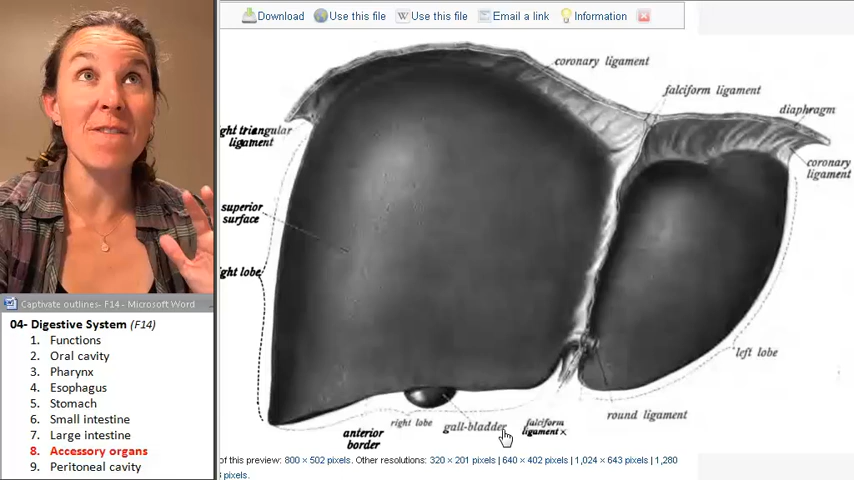 Download Use this file Use this file Email a link Information
coronary ligament
falciform ligament
diaphragm
ght triangular
ligament
coronary
ligament
superior
surface
ght lobe
left lobe
right lobe
gall-bladder
falciform
ligament x
round ligament
anterior
border
of this preview: 800 × 502 pixels. Other resolutions: 320 × 201 pixels | 640 × 402 pixels | 1,024 × 643 pixels | 1,280
pixels.
Captivate outlines- F14 - Microsoft Word
04- Digestive System (F14)
1. Functions
2. Oral cavity
3. Pharynx
4. Esophagus
5. Stomach
6. Small intestine
7. Large intestine
8. Accessory organs
9. Peritoneal cavity